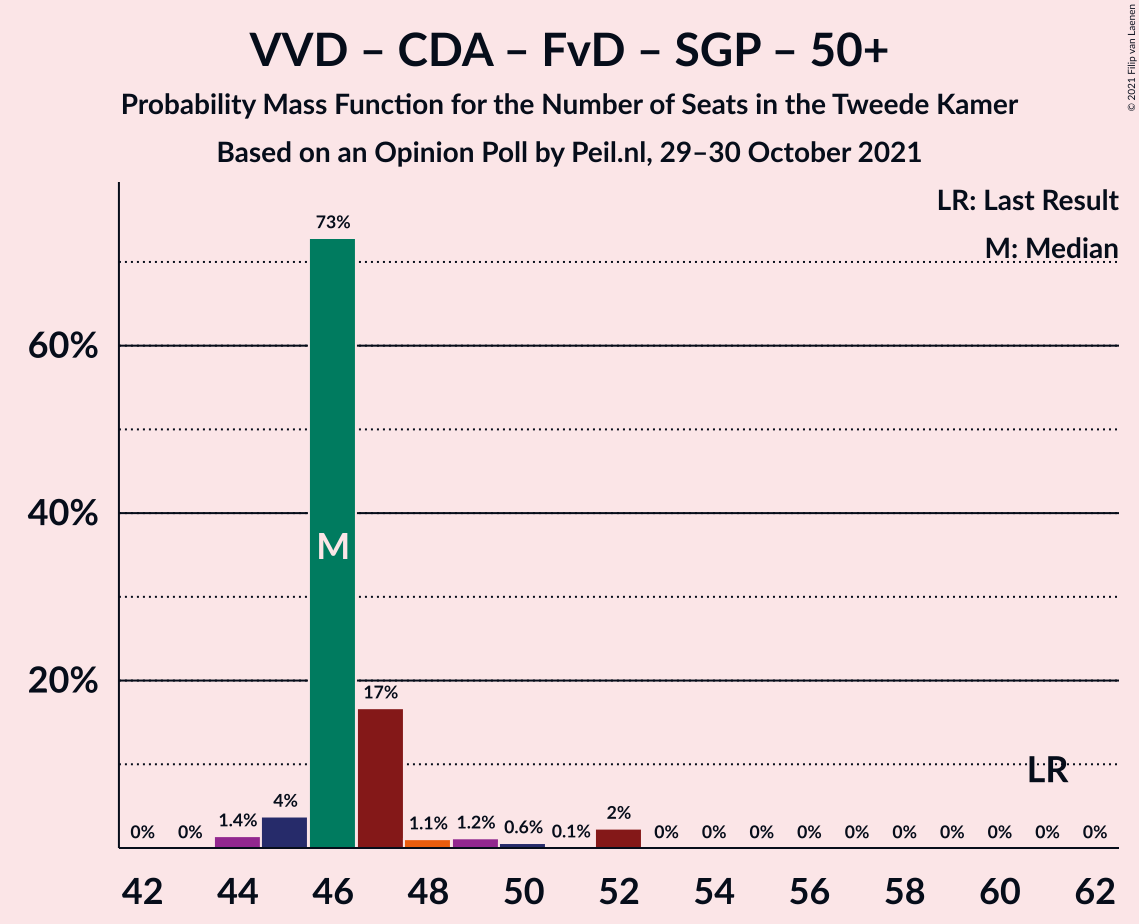 VVD – CDA – FvD – SGP – 50+
Probability Mass Function for the Number of Seats in the Tweede Kamer
Based on an Opinion Poll by Peil.nl, 29–30 October 2021
© 2021 Filip van Laenen
LR: Last Result
M: Median
60%
40%
20%
0% 0% 1.4% 4% 73% 17% 1.1% 1.2% 0.6% 0.1% 2% 0% 0% 0% 0% 0% 0% 0% 0% 0% 0%
M
LR
42 44 46 48 50 52 54 56 58 60 62